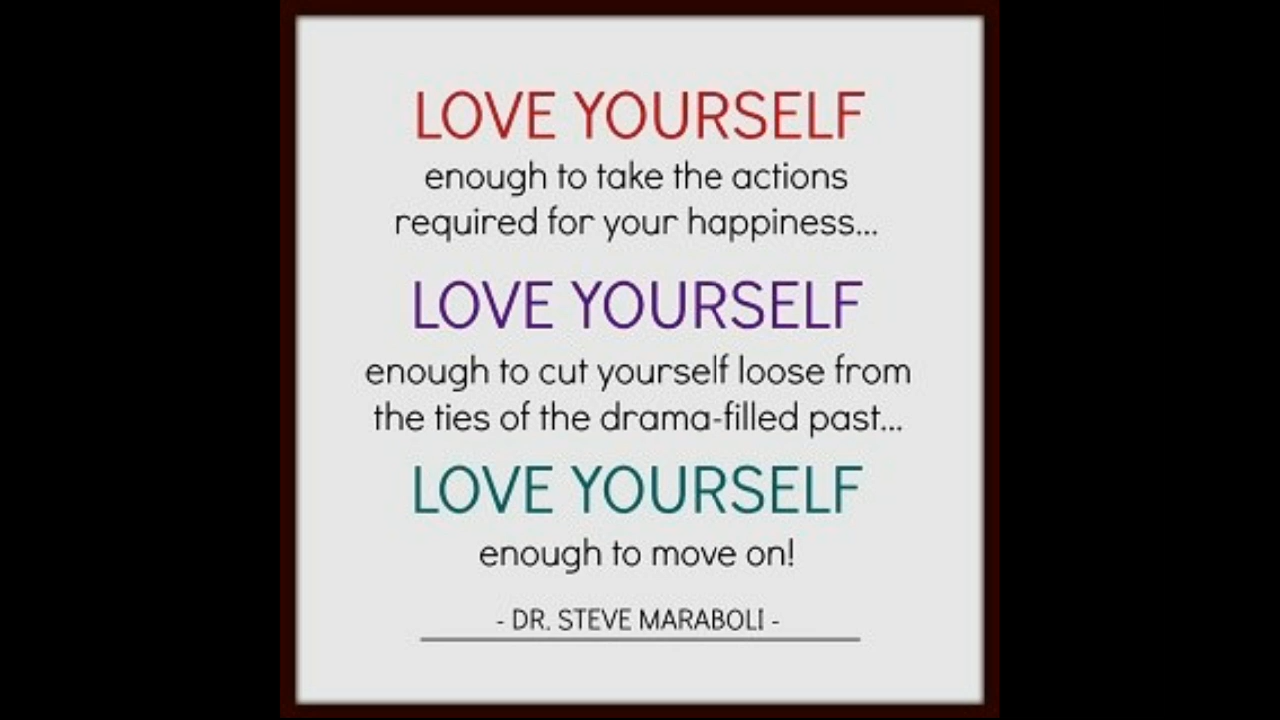 LOVE YOURSELF
enough to take the actions
required for your happiness...
LOVE YOURSELF
enough to cut yourself loose from
the ties of the drama-filled past...
LOVE YOURSELF
enough to move on!
- DR. STEVE MARABOLI -